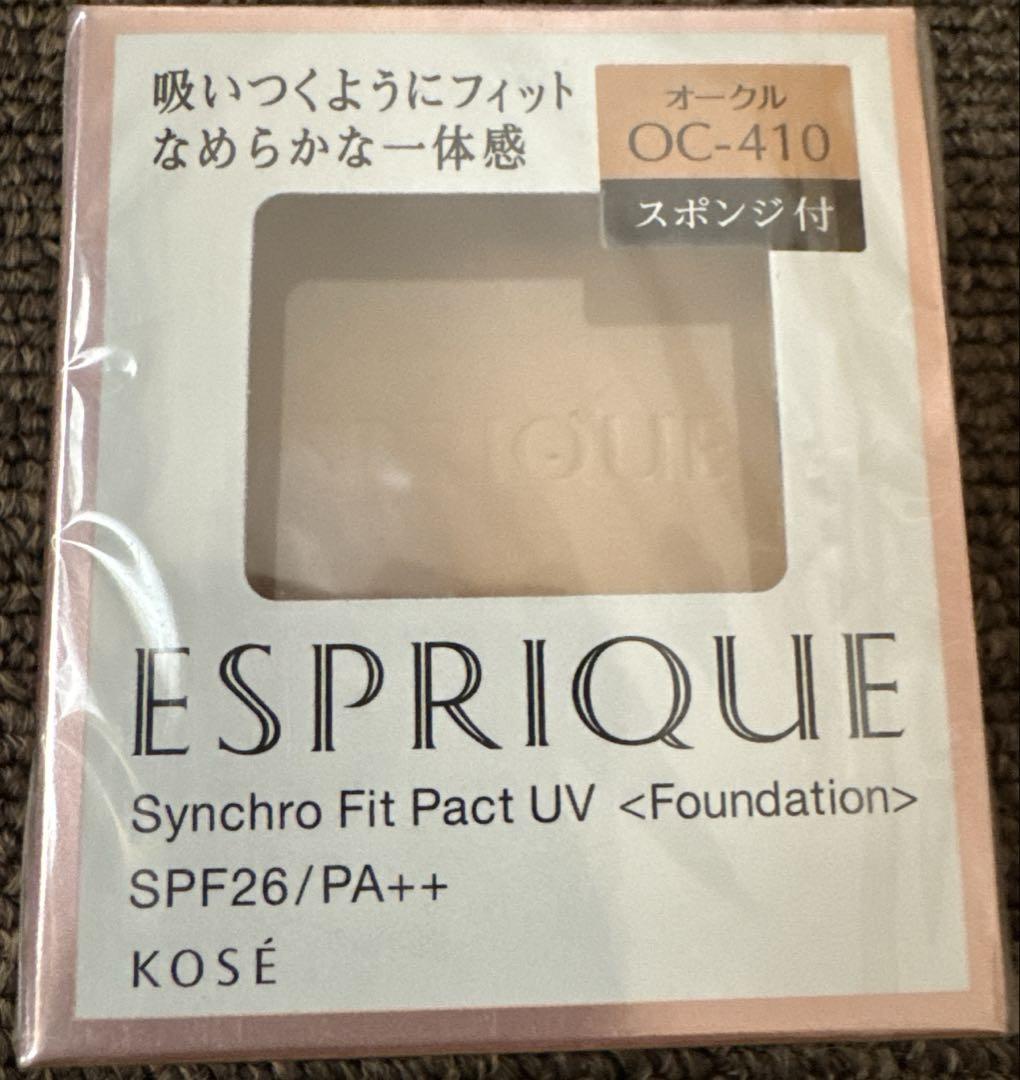 吸いつくようにフィット
なめらかな一体感
オークル
OC-410
スポンジ付
ESPRIQUE
ESPRIQUE
Synchro Fit Pact UV <Foundation>
SPF26/PA++
KOSÉ